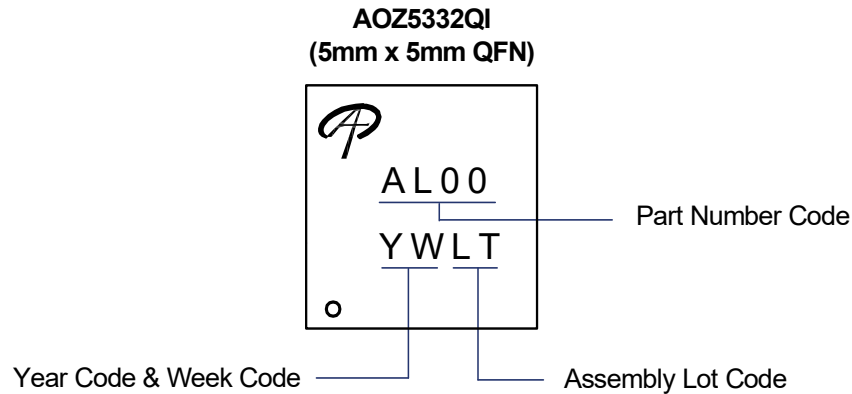 AOZ5332QI
(5mm x 5mm QFN)
AL00
Part Number Code
YWLT
Year Code & Week Code
Assembly Lot Code